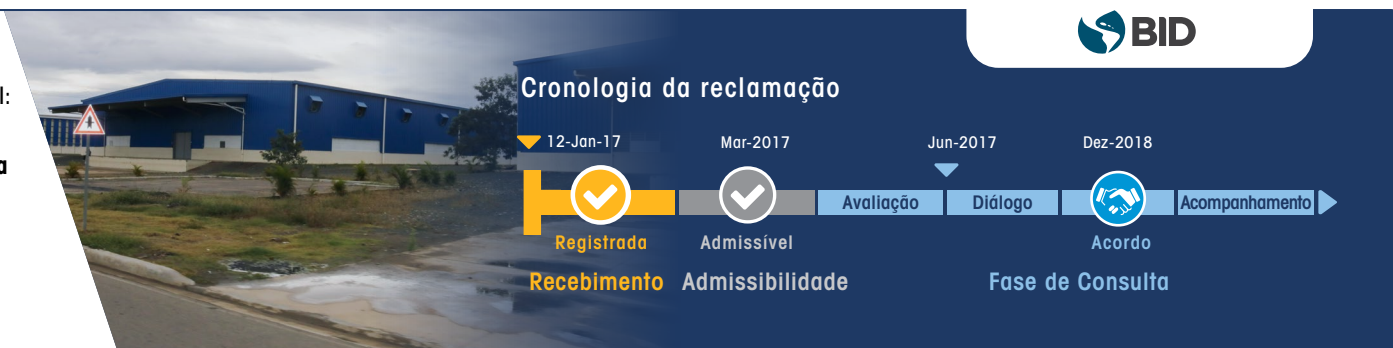 l:
a
BID
Cronologia da reclamação
12-Jan-17 Mar-2017 Jun-2017 Dez-2018
Avaliação Diálogo Acompanhamento
Registrada Admissível Acordo
Recebimento Admissibilidade Fase de Consulta